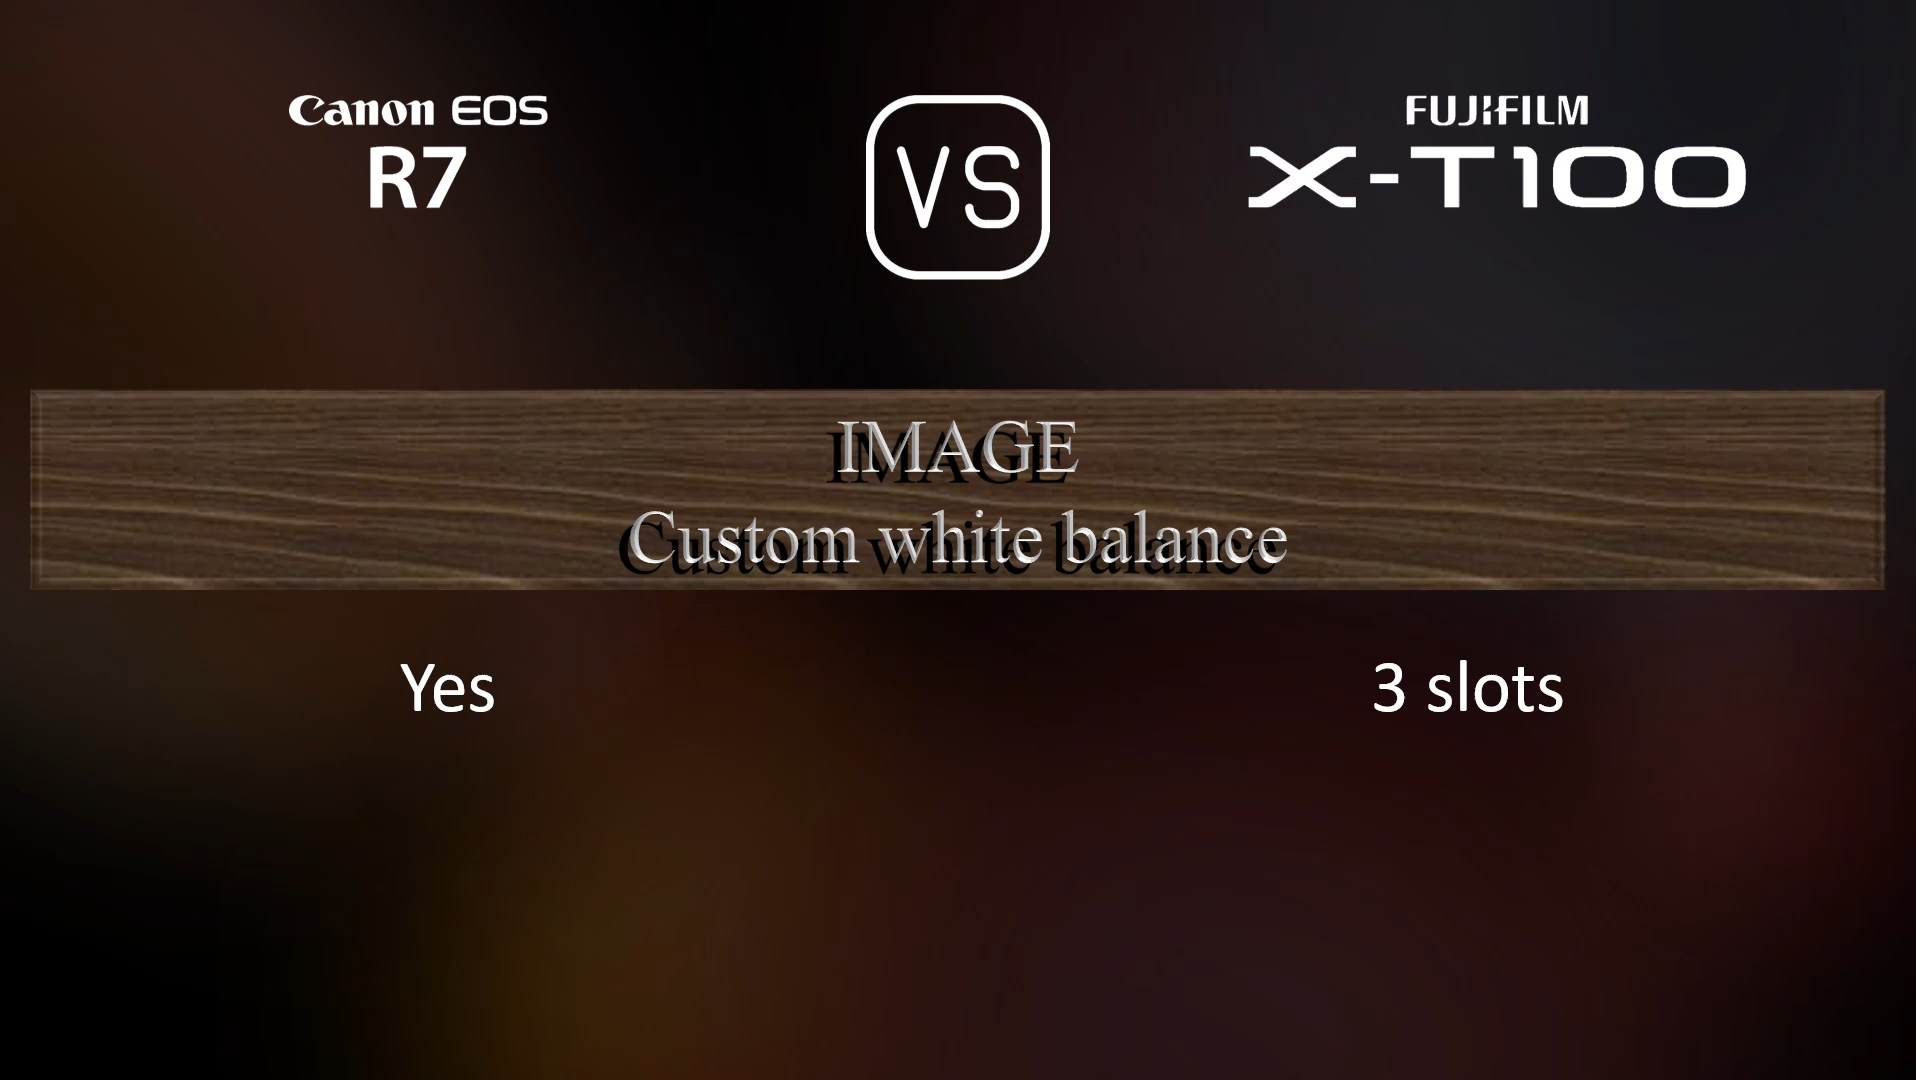 Canon EOS
R7
VS
FUJIFILM
X-T100
IMAGE
Custom white balance
Yes
3 slots